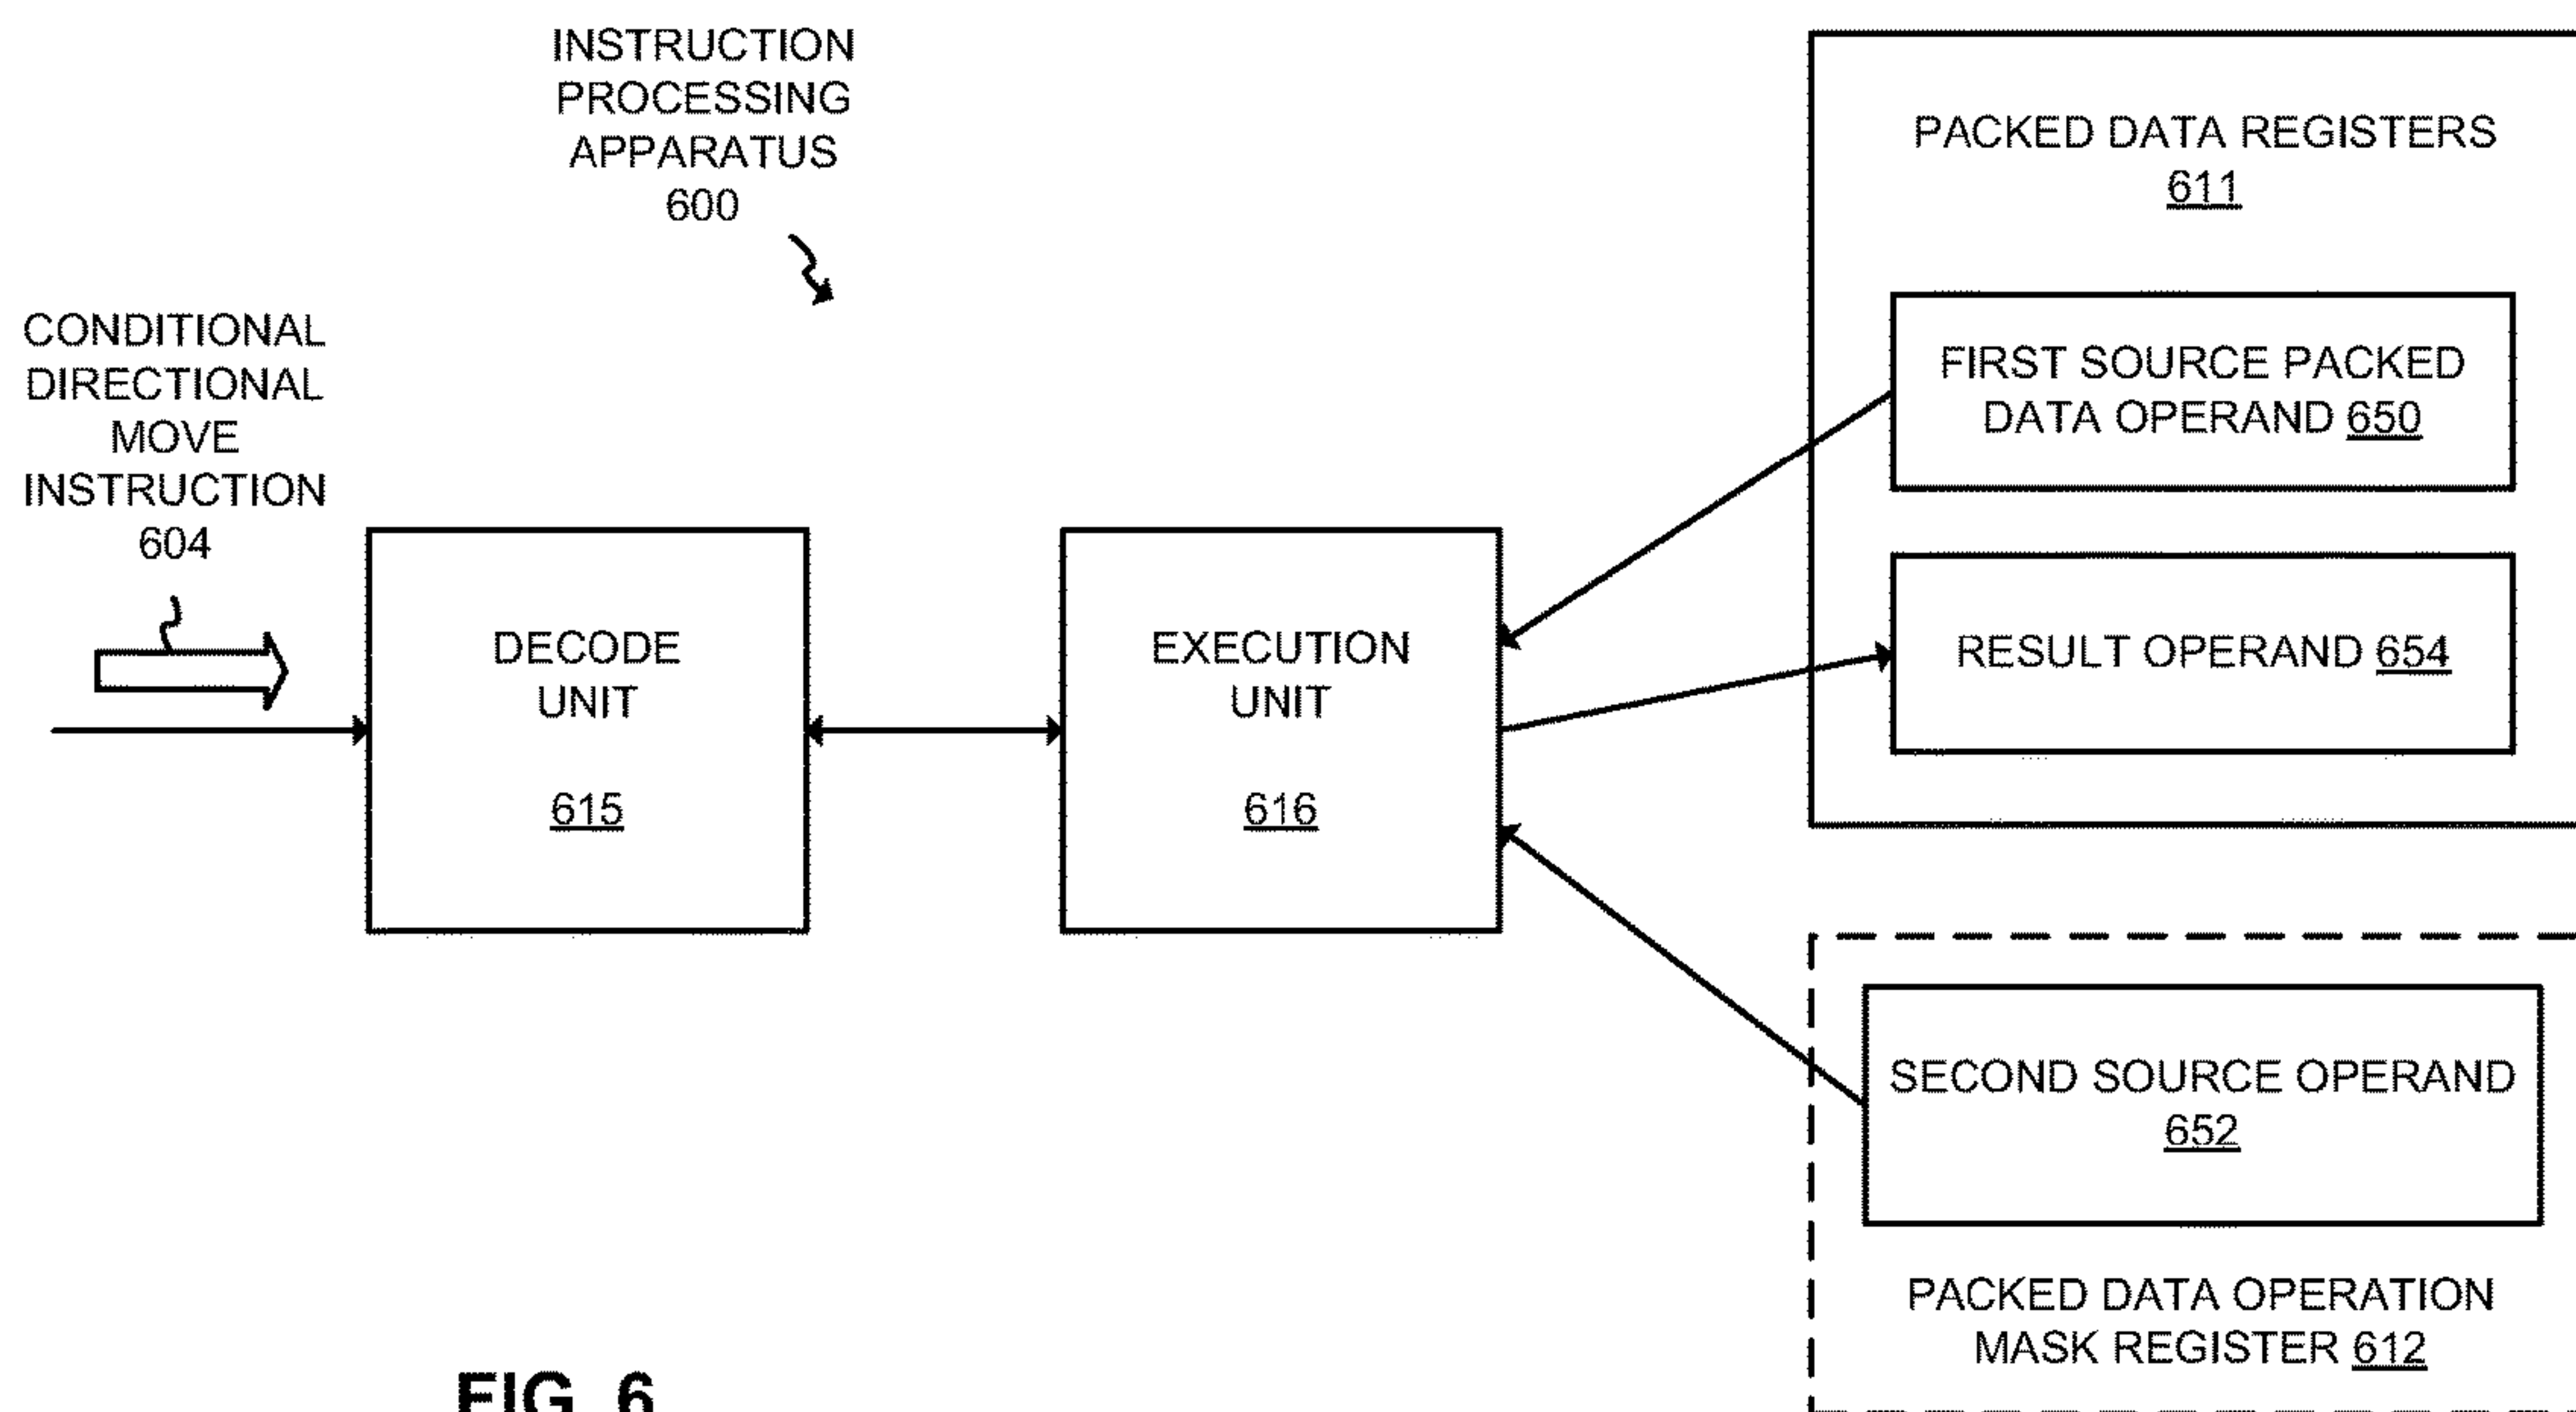 INSTRUCTION
PROCESSING
APPARATUS
600
CONDITIONAL
DIRECTIONAL
MOVE
INSTRUCTION
604
DECODE
UNIT
615
EXECUTION
UNIT
616
PACKED DATA REGISTERS
611
FIRST SOURCE PACKED
DATA OPERAND 650
RESULT OPERAND 654
SECOND SOURCE OPERAND
652
PACKED DATA OPERATION
MASK REGISTER 612
FIG. 6